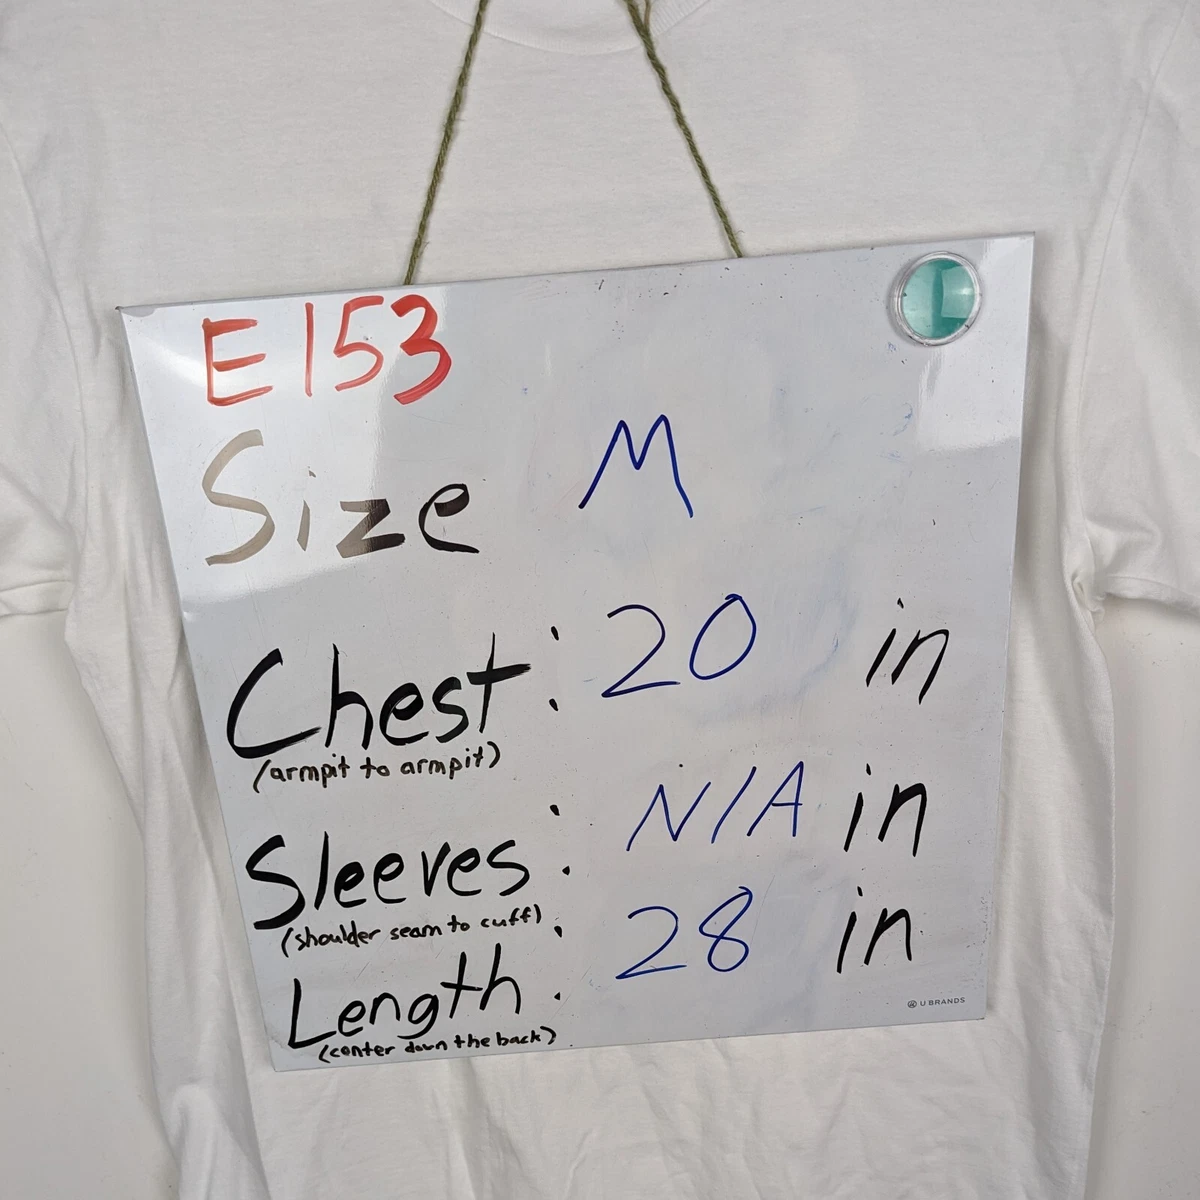 E153
Size M
Chest: 20 in
(armpit to armpit)
Sleeves: N/A in
(shoulder seam to cuff)
Length: 28 in
(center down the back)
U BRANDS